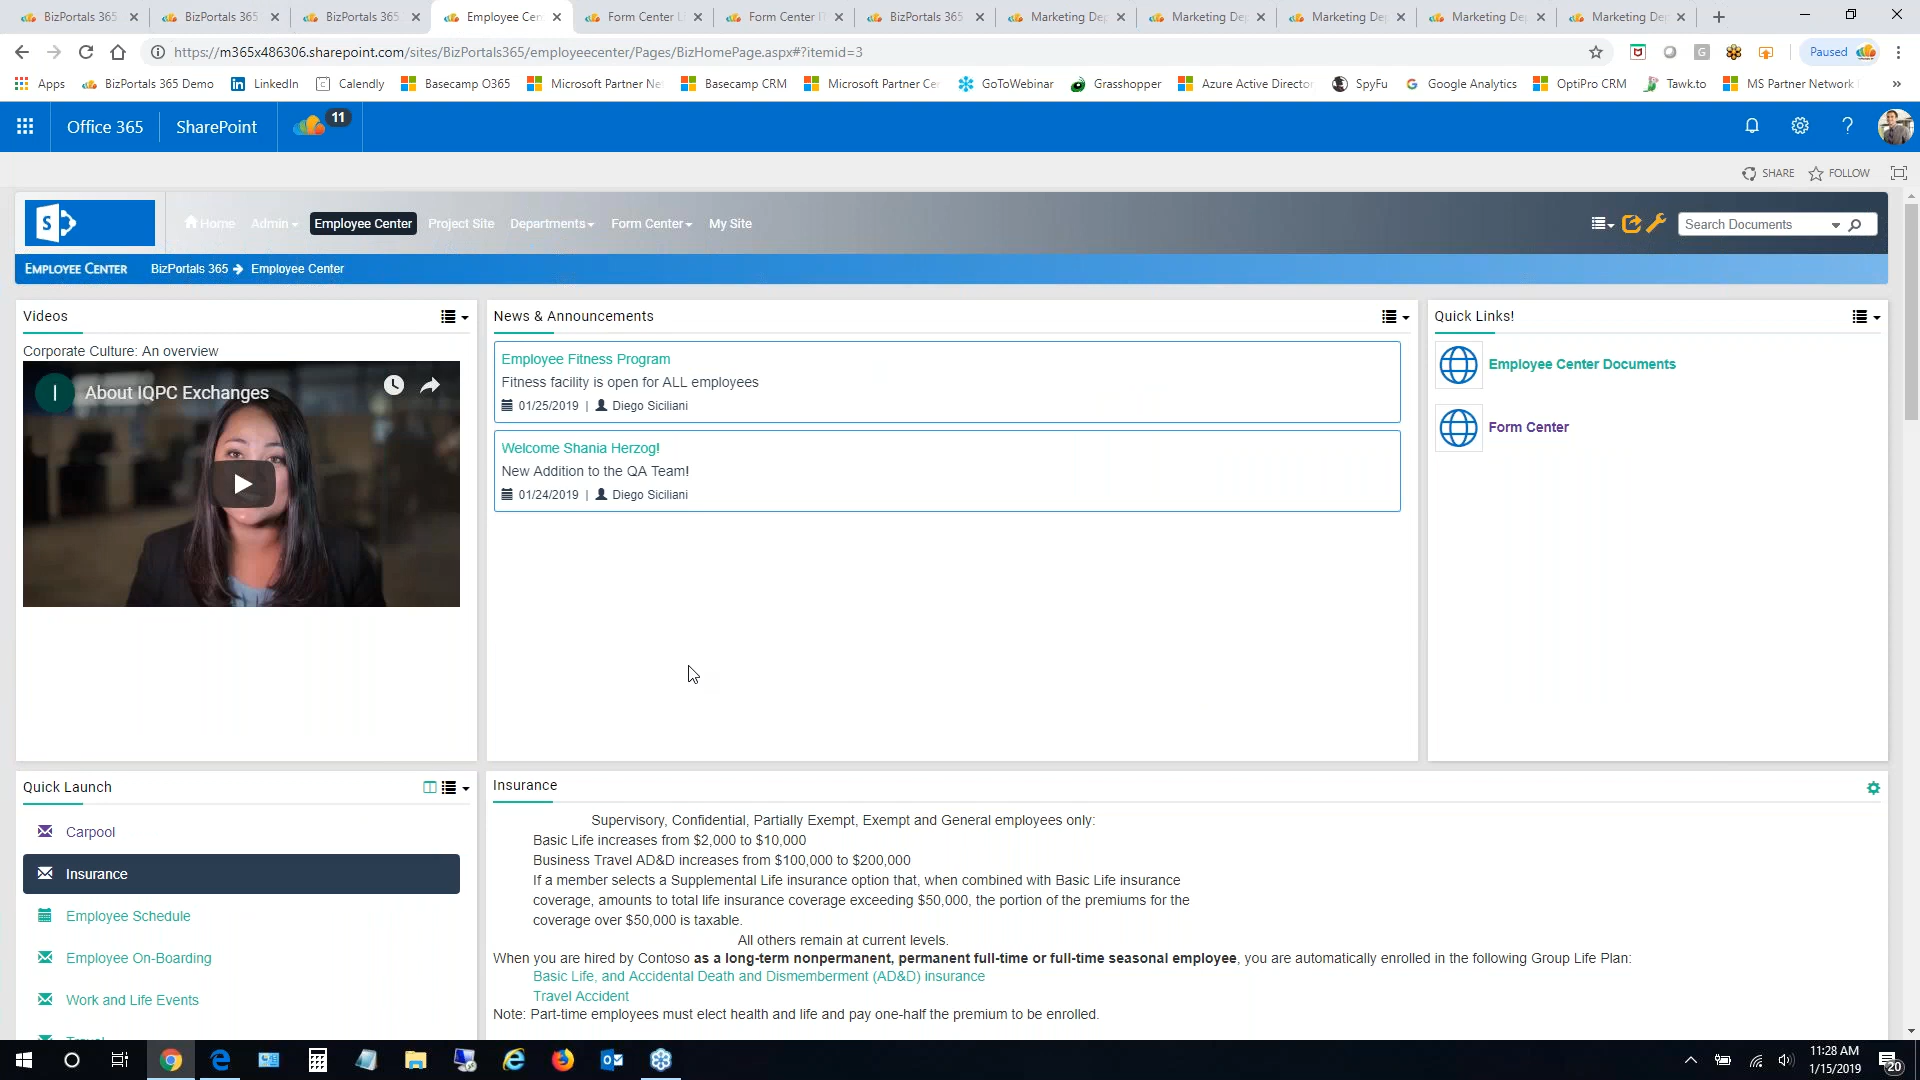 BizPortals 365
BizPortals 365
BizPortals 365
Employee Cen
Form Center
Form Center
BizPortals 365
Marketing De
Marketing De
Marketing De
Marketing De
Marketing De
https://m365x486306.sharepoint.com/sites/BizPortals365/employeecenter/Pages/BizHomePage.aspx#?itemid=3
Paused
Apps
BizPortals 365 Demo
LinkedIn
Calendly
Basecamp O365
Microsoft Partner Ne
Basecamp CRM
Microsoft Partner Ce
GoToWebinar
Grasshopper
Azure Active Director
SpyFu
Google Analytics
OptiPro CRM
Tawk.to
MS Partner Network
Office 365
SharePoint
11
SHARE
FOLLOW
S
Home
Admin
Employee Center
Project Site
Departments
Form Center
My Site
Search Documents
EMPLOYEE CENTER
BizPortals 365
Employee Center
Videos
Corporate Culture: An overview
I
About IQPC Exchanges
News & Announcements
Employee Fitness Program
Fitness facility is open for ALL employees
01/25/2019 | Diego Siciliani
Welcome Shania Herzog!
New Addition to the QA Team!
01/24/2019 | Diego Siciliani
Quick Links!
Employee Center Documents
Form Center
Quick Launch
Carpool
Insurance
Employee Schedule
Employee On-Boarding
Work and Life Events
Travel
Insurance
Supervisory, Confidential, Partially Exempt, Exempt and General employees only:
Basic Life increases from $2,000 to $10,000
Business Travel AD&D increases from $100,000 to $200,000
If a member selects a Supplemental Life insurance option that, when combined with Basic Life insurance
coverage, amounts to total life insurance coverage exceeding $50,000, the portion of the premiums for the
coverage over $50,000 is taxable.
All others remain at current levels.
When you are hired by Contoso as a long-term nonpermanent, permanent full-time or full-time seasonal employee, you are automatically enrolled in the following Group Life Plan:
Basic Life, and Accidental Death and Dismemberment (AD&D) insurance
Travel Accident
Note: Part-time employees must elect health and life and pay one-half the premium to be enrolled.
11:28 AM
1/15/2019
20